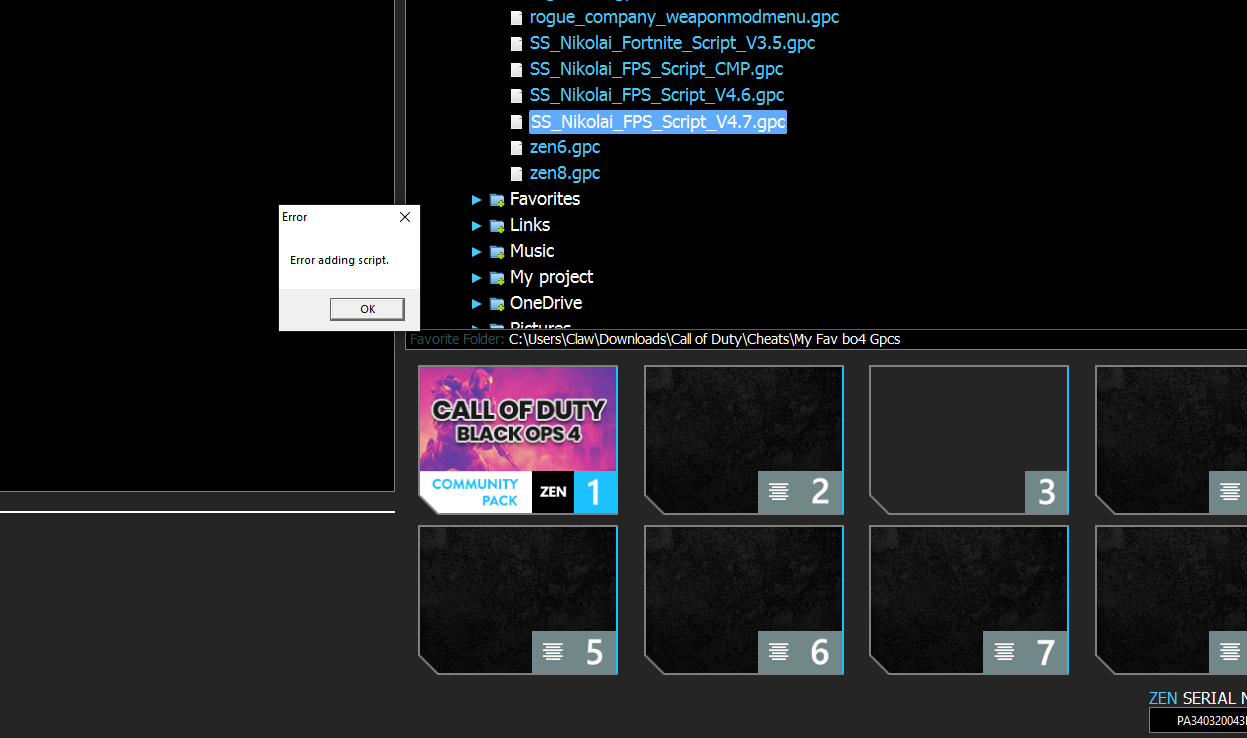 rogue_company_weaponmodmenu.gpc
SS_Nikolai_Fortnite_Script_V3.5.gpc
SS_Nikolai_FPS_Script_CMP.gpc
SS_Nikolai_FPS_Script_V4.6.gpc
SS_Nikolai_FPS_Script_V4.7.gpc
zen6.gpc
zen8.gpc
Favorites
Links
Music
My project
OneDrive
Pictures
Error
Error adding script.
OK
Favorite Folder: C:\Users\Claw\Downloads\Call of Duty\Cheats\My Fav bo4 Gpcs
CALL OF DUTY
BLACK OPS 4
COMMUNITY
PACK
ZEN
1
2
3
5
6
7
ZEN SERIAL
PA340320043